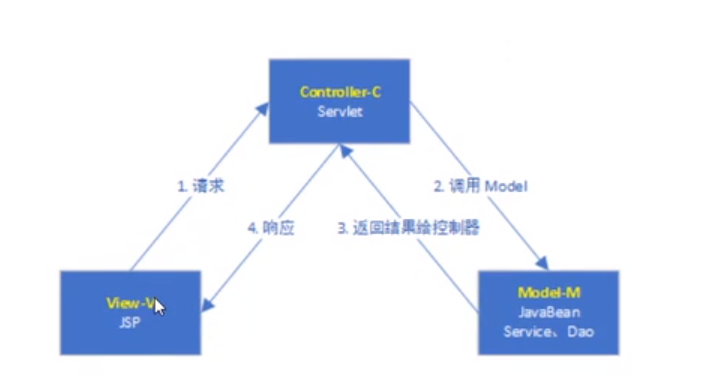 Controller-C
Servlet
1. 请求
2. 调用 Model
4. 响应
3. 返回结果给控制器
View-V
JSP
Model-M
JavaBean
Service、Dao